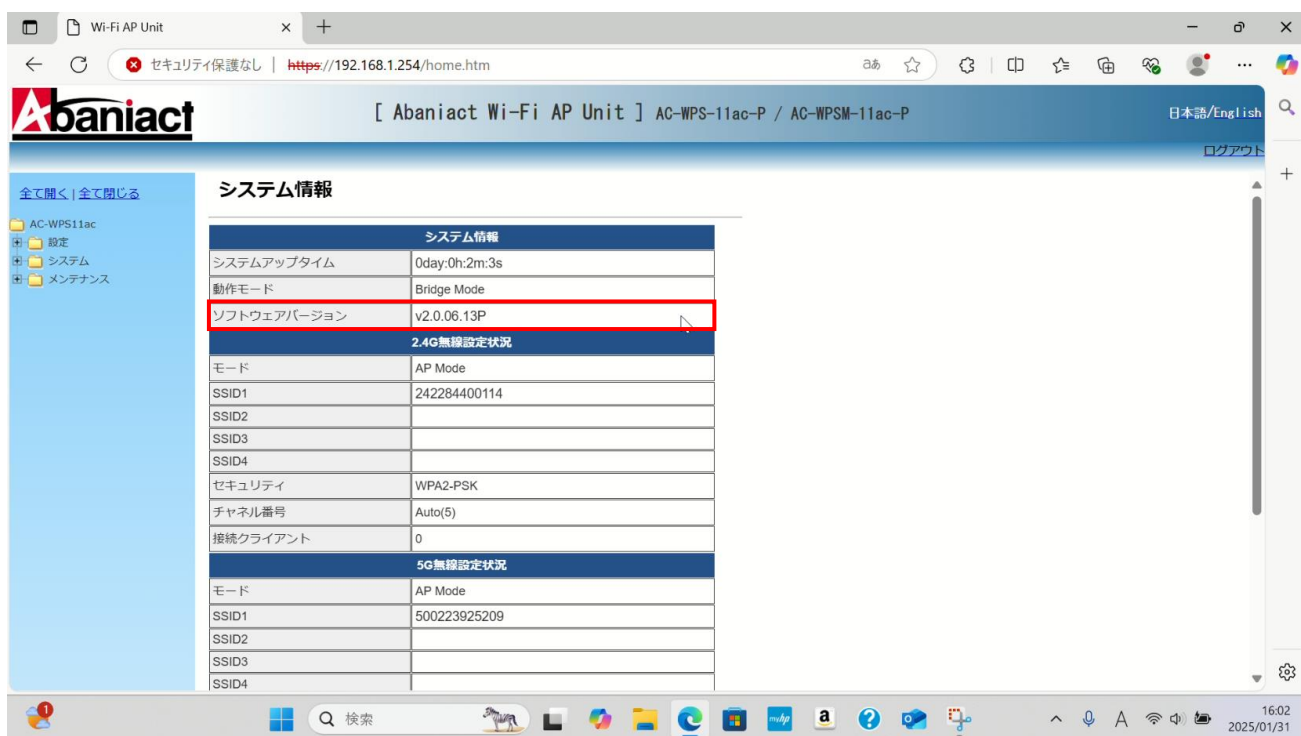 Wi-Fi AP Unit
セキュリティ保護なし | https://192.168.1.254/home.htm
Abaniact
[ Abaniact Wi-Fi AP Unit ] AC-WPS-11ac-P / AC-WPSM-11ac-P
日本語/English
ログアウト
全て開く | 全て閉じる
AC-WPS11ac
設定
システム
メンテナンス
システム情報
システム情報
システムアップタイム 0day:0h:2m:3s
動作モード Bridge Mode
ソフトウェアバージョン v2.0.06.13P
2.4G無線設定状況
モード AP Mode
SSID1 242284400114
SSID2
SSID3
SSID4
セキュリティ WPA2-PSK
チャネル番号 Auto(5)
接続クライアント 0
5G無線設定状況
モード AP Mode
SSID1 500223925209
SSID2
SSID3
SSID4
1
検索
myhp
a
A
16:02
2025/01/31